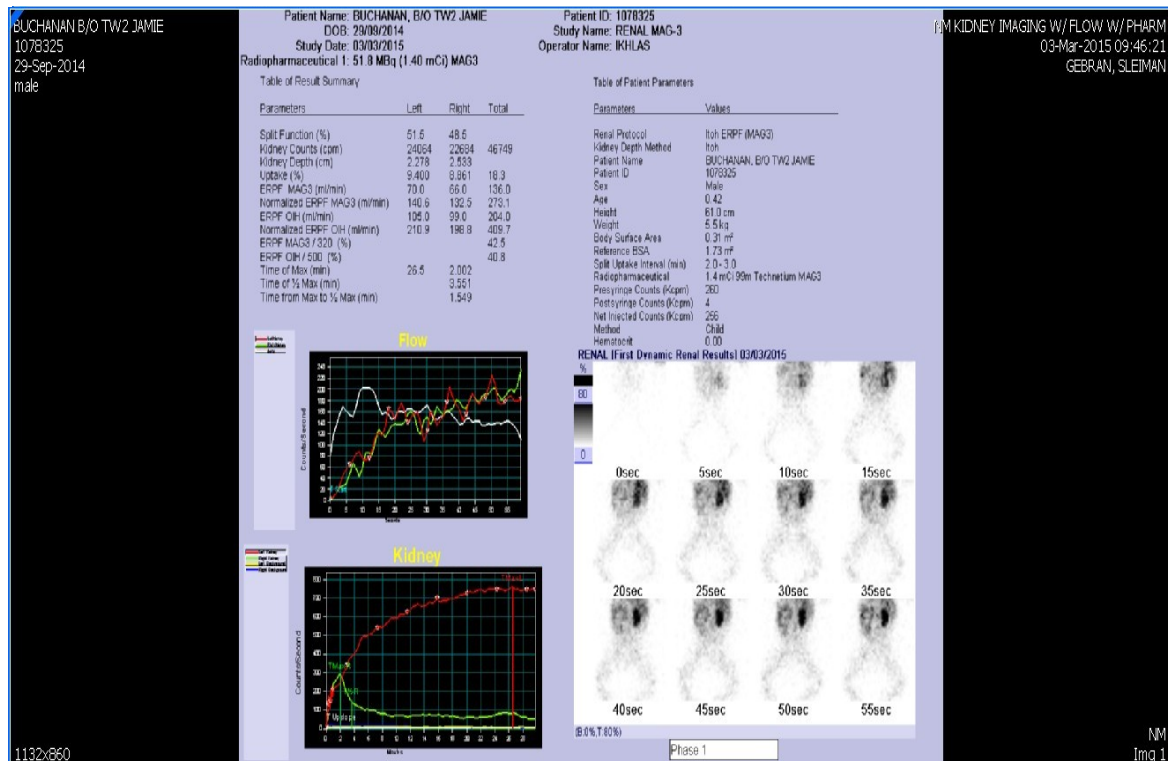 BUCHANAN B/O TW2 JAMIE
1078325
29-Sep-2014
male
Patient Name: BUCHANAN, B/O TW2 JAMIE
DOB: 29/09/2014
Study Date: 03/03/2015
Radiopharmaceutical 1: 51.8 MBq (1.40 mCi) MAG3
Patient ID: 1078325
Study Name: RENAL MAG-3
Operator Name: IKHLAS
NM KIDNEY IMAGING W/ FLOW W/ PHARM
03-Mar-2015 09:46:21
GEBRAN, SLEIMAN
Table of Result Summary
Parameters Left Right Total
Split Function (%) 51.5 48.5
Kidney Counts (cpm) 24064 22684 46749
Kidney Depth (cm) 2.278 2.533
Uptake (%) 9.400 8.861 18.3
ERPF MAG3 (ml/min) 70.0 66.0 136.0
Normalized ERPF MAG3 (ml/min) 140.6 132.5 273.1
ERPF OIH (ml/min) 105.0 99.0 204.0
Normalized ERPF OIH (ml/min) 210.9 198.8 409.7
ERPF MAG3 / 320 (%) 42.5
ERPF OIH / 500 (%) 40.8
Time of Max (min) 26.5 2.002
Time of ½ Max (min) 3.551
Time from Max to ½ Max (min) 1.549
Table of Patient Parameters
Parameters Values
Renal Protocol Itoh ERPF (MAG3)
Kidney Depth Method Itoh
Patient Name BUCHANAN, B/O TW2 JAMIE
Patient ID 1078325
Sex Male
Age 0.42
Height 61.0 cm
Weight 5.5 kg
Body Surface Area 0.31 m²
Reference BSA 1.73 m²
Split Uptake Interval (min) 2.0 - 3.0
Radiopharmaceutical 1.4 mCi 99m Technetium MAG3
Presyringe Counts (Kcpm) 260
Postsyringe Counts (Kcpm) 4
Net Injected Counts (Kcpm) 256
Method Child
Hematocrit 0.00
Flow
Counts/Second
Kidney
Counts/Second
Upslope
Minutes
RENAL [First Dynamic Renal Results] 03/03/2015
%
80
0
0sec 5sec 10sec 15sec
20sec 25sec 30sec 35sec
40sec 45sec 50sec 55sec
(B:0%,T:80%)
Phase 1
1132x860
NM
Img 1